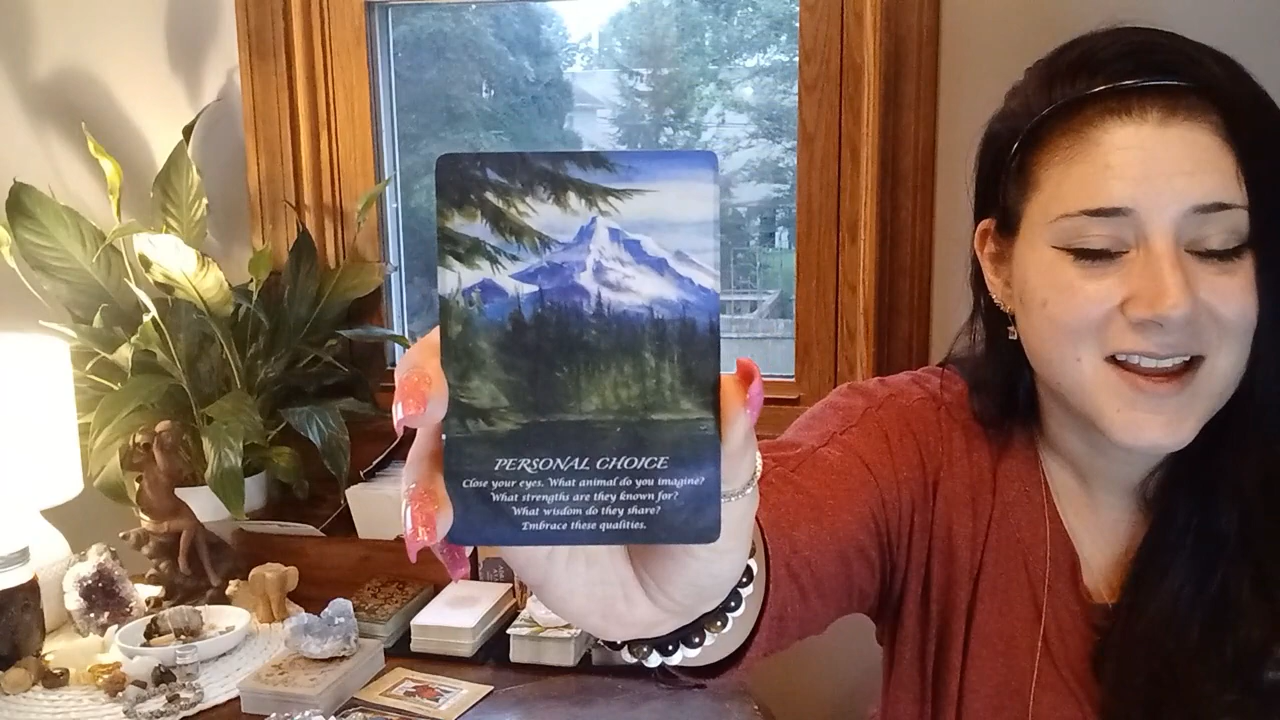 PERSONAL CHOICE
Close your eyes. What animal do you imagine?
What strengths are they known for?
What wisdom do they share?
Embrace these qualities.